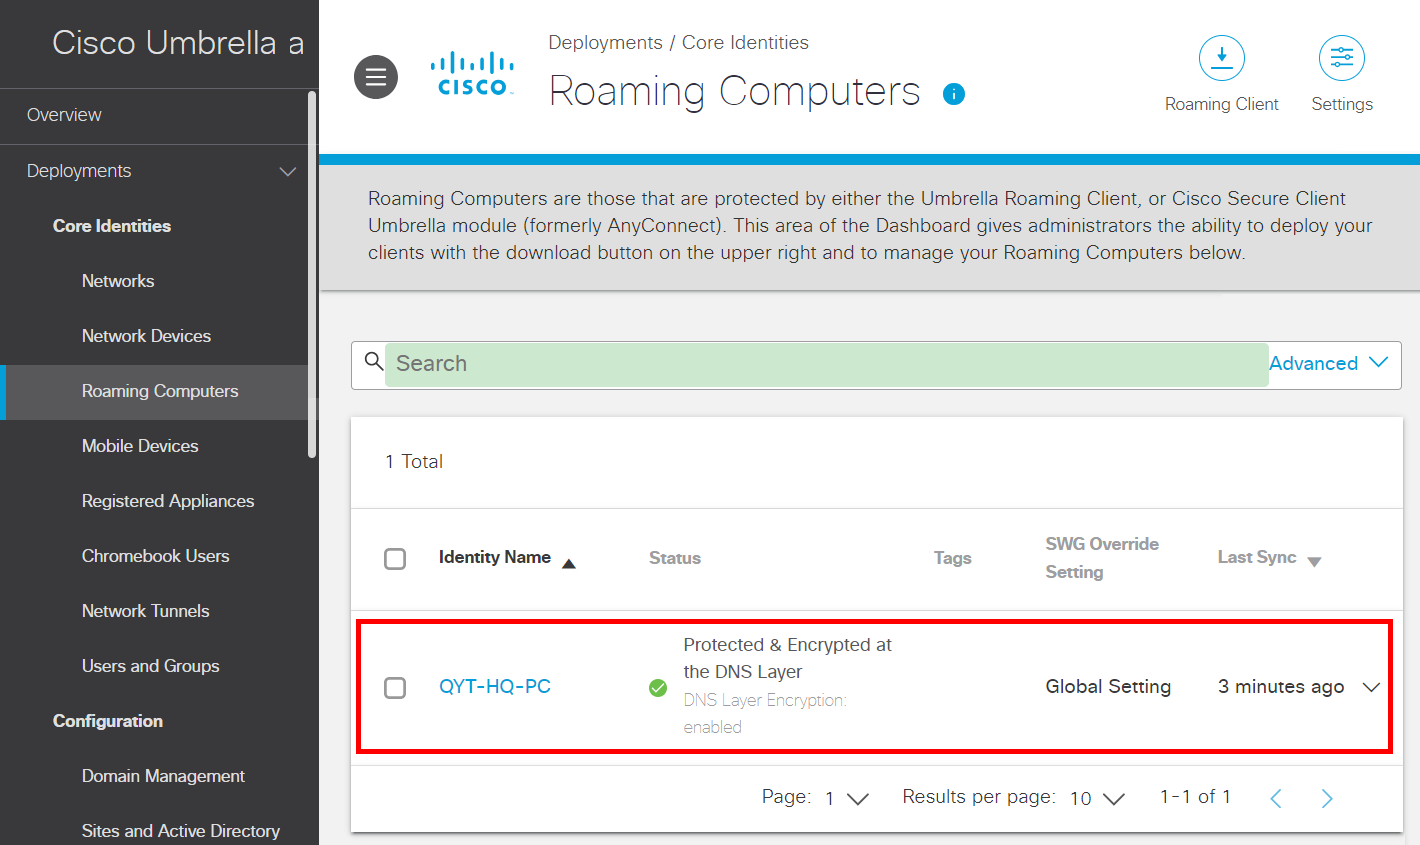 Cisco Umbrella a
Overview
Deployments
Core Identities
Networks
Network Devices
Roaming Computers
Mobile Devices
Registered Appliances
Chromebook Users
Network Tunnels
Users and Groups
Configuration
Domain Management
Sites and Active Directory
CISCO
Deployments / Core Identities
Roaming Computers
Roaming Client
Settings
Roaming Computers are those that are protected by either the Umbrella Roaming Client, or Cisco Secure Client
Umbrella module (formerly AnyConnect). This area of the Dashboard gives administrators the ability to deploy your
clients with the download button on the upper right and to manage your Roaming Computers below.
Search
Advanced
1 Total
Identity Name
Status
Tags
SWG Override
Setting
Last Sync
QYT-HQ-PC
Protected & Encrypted at
the DNS Layer
DNS Layer Encryption:
enabled
Global Setting
3 minutes ago
Page: 1
Results per page: 10
1-1 of 1